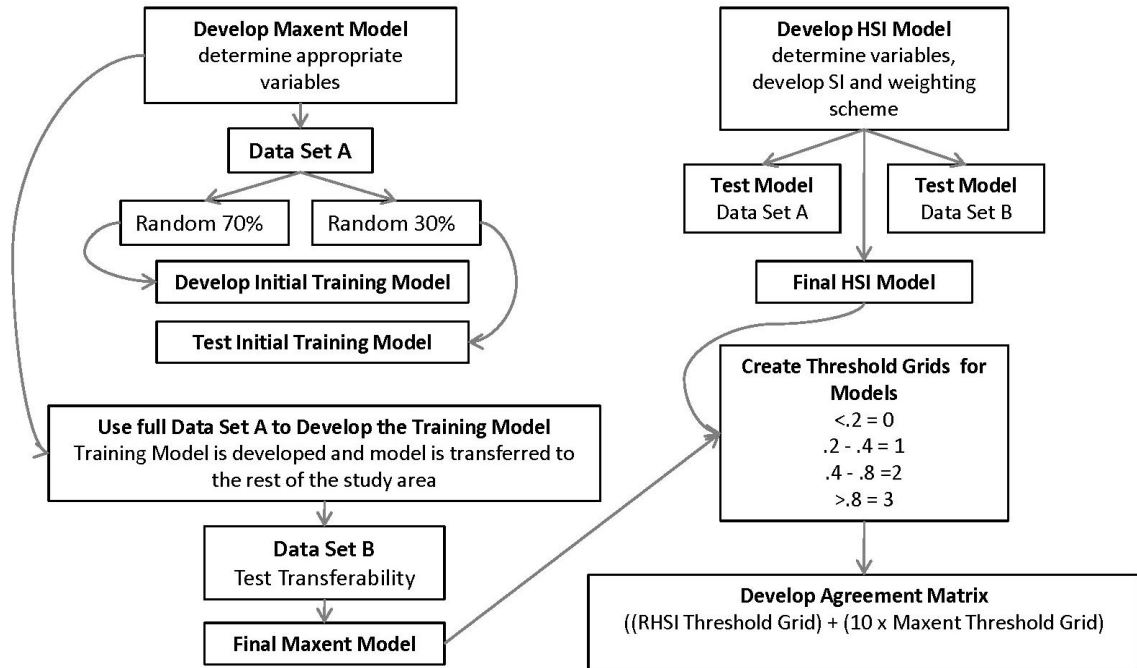 Develop Maxent Model
determine appropriate
variables
Data Set A
Random 70%
Random 30%
Develop Initial Training Model
Test Initial Training Model
Use full Data Set A to Develop the Training Model
Training Model is developed and model is transferred to
the rest of the study area
Data Set B
Test Transferability
Final Maxent Model
Develop HSI Model
determine variables,
develop SI and weighting
scheme
Test Model
Data Set A
Test Model
Data Set B
Final HSI Model
Create Threshold Grids for
Models
<.2 = 0
.2 - .4 = 1
.4 - .8 =2
>.8 = 3
Develop Agreement Matrix
((RHSI Threshold Grid) + (10 x Maxent Threshold Grid)